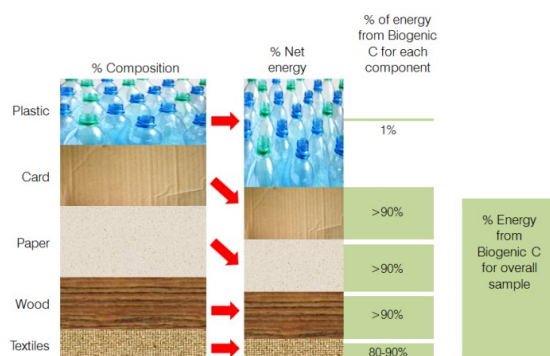 % of energy
from Biogenic
C for each
component
% Composition
% Net
energy
Plastic
1%
Card
>90%
Paper
>90%
Wood
>90%
Textiles
80-90%
% Energy
from
Biogenic C
for overall
sample